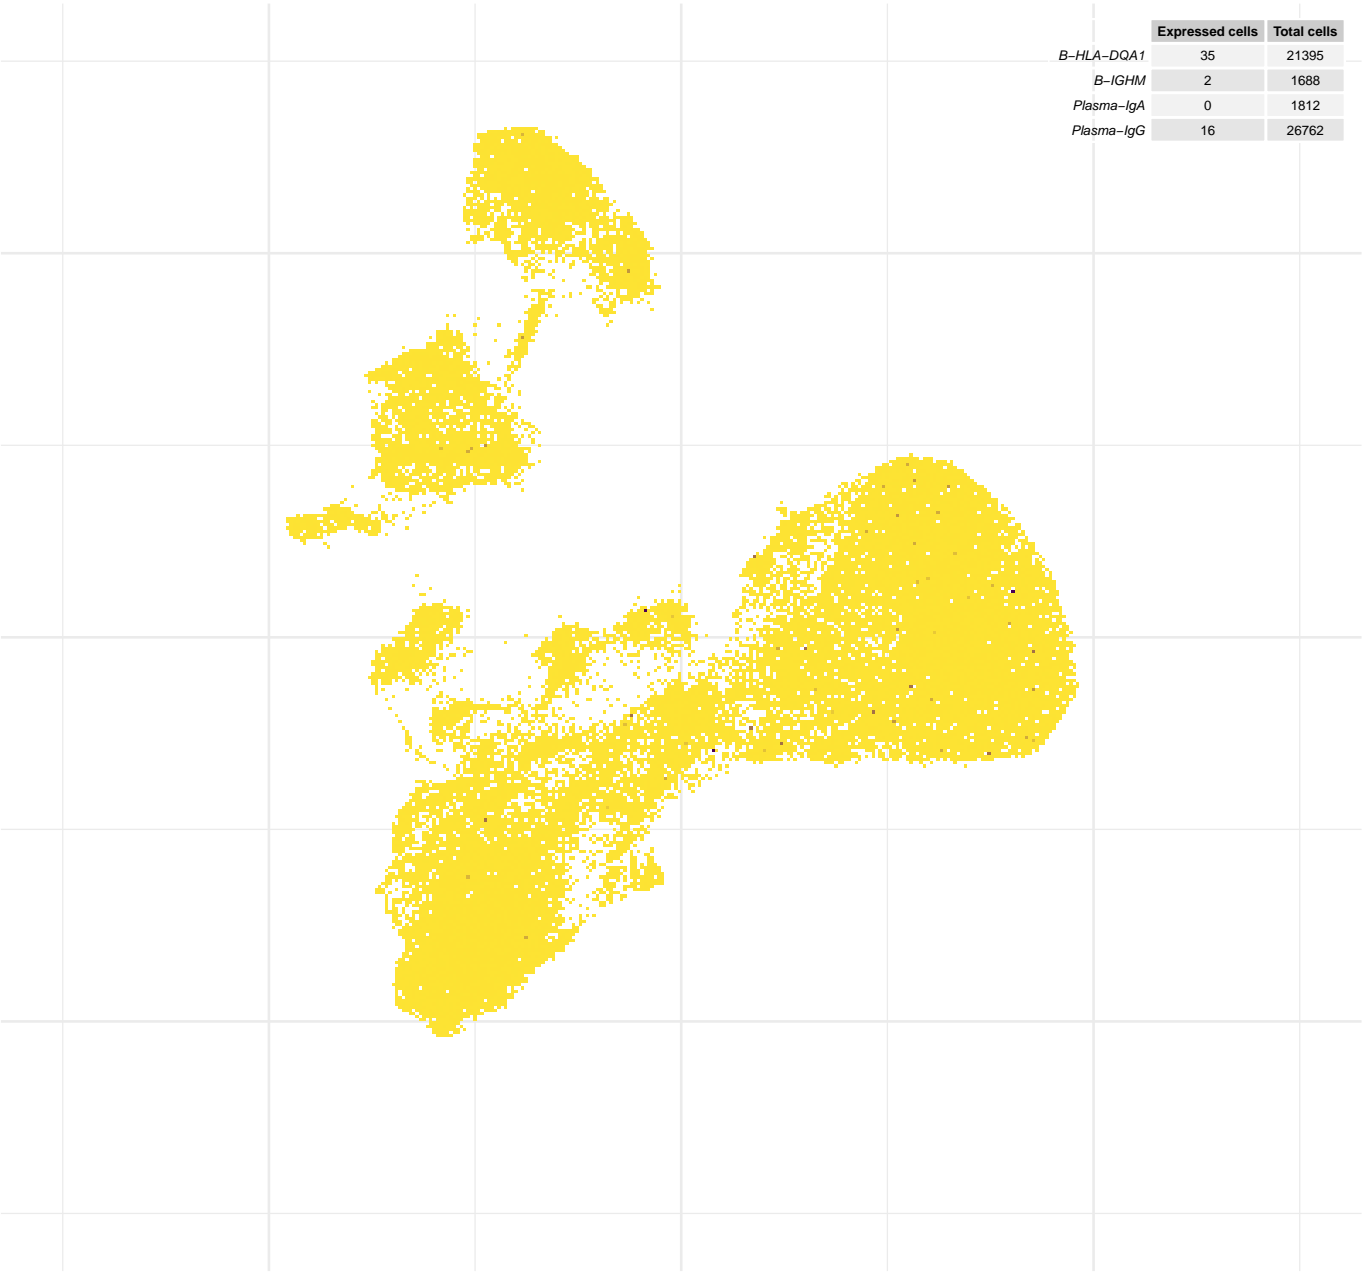 Expressed cells Total cells
B−HLA−DQA1 35 21395
B−IGHM 2 1688
Plasma−IgA 0 1812
Plasma−IgG 16 26762